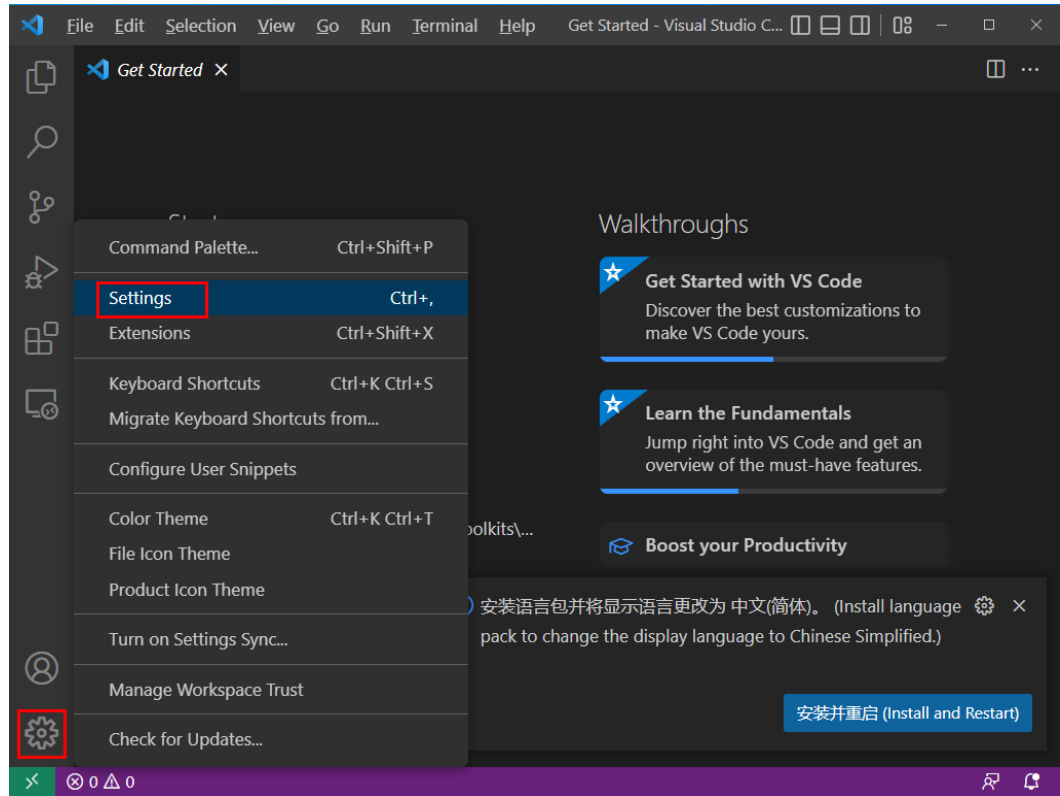 File Edit Selection View Go Run Terminal Help Get Started - Visual Studio C...
Get Started
Walkthroughs
Command Palette... Ctrl+Shift+P
Settings Ctrl+,
Extensions Ctrl+Shift+X
Keyboard Shortcuts Ctrl+K Ctrl+S
Migrate Keyboard Shortcuts from...
Configure User Snippets
Color Theme Ctrl+K Ctrl+T
File Icon Theme
Product Icon Theme
Turn on Settings Sync...
Manage Workspace Trust
Check for Updates...
Get Started with VS Code
Discover the best customizations to
make VS Code yours.
Learn the Fundamentals
Jump right into VS Code and get an
overview of the must-have features.
Boost your Productivity
安装语言包并将显示语言更改为 中文(简体)。 (Install language
pack to change the display language to Chinese Simplified.)
安装并重启 (Install and Restart)
0 0